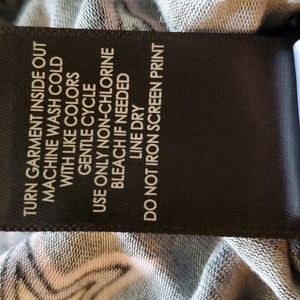 TURN GARMENT INSIDE OUT
MACHINE WASH COLD
WITH LIKE COLORS
GENTLE CYCLE
USE ONLY NON-CHLORINE
BLEACH IF NEEDED
LINE DRY
DO NOT IRON SCREEN PRINT